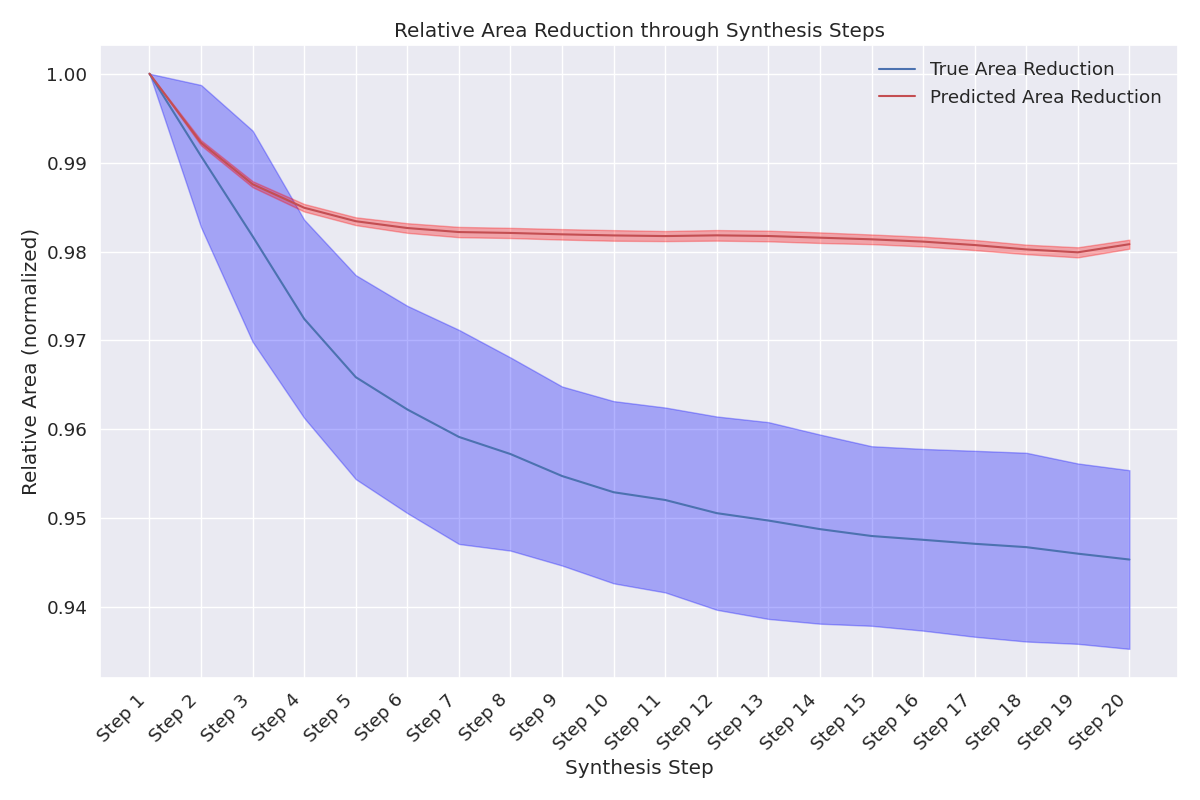 Relative Area Reduction through Synthesis Steps
True Area Reduction
Predicted Area Reduction
Relative Area (normalized)
1.00
0.99
0.98
0.97
0.96
0.95
0.94
Step 1
Step 2
Step 3
Step 4
Step 5
Step 6
Step 7
Step 8
Step 9
Step 10
Step 11
Step 12
Step 13
Step 14
Step 15
Step 16
Step 17
Step 18
Step 19
Step 20
Synthesis Step